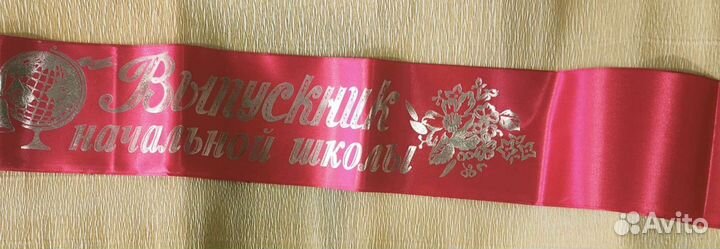 Выпускник
начальной школы
Avito